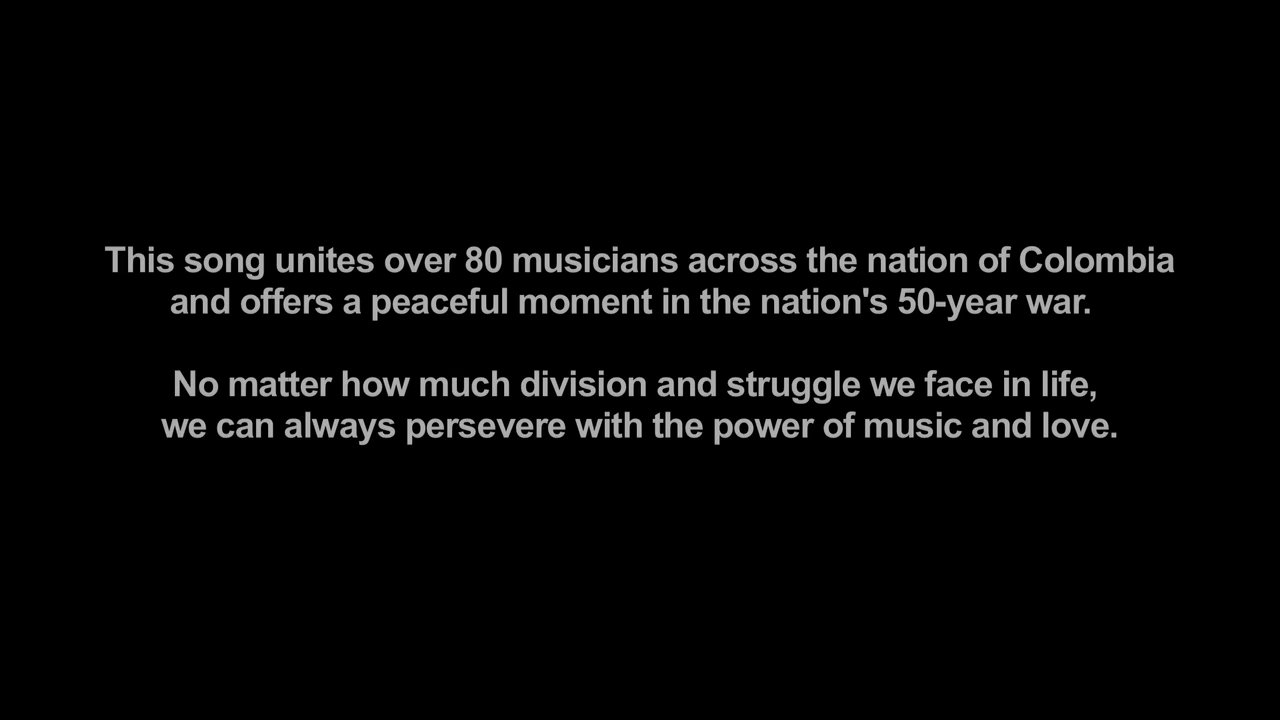 This song unites over 80 musicians across the nation of Colombia
and offers a peaceful moment in the nation's 50-year war.
No matter how much division and struggle we face in life,
we can always persevere with the power of music and love.